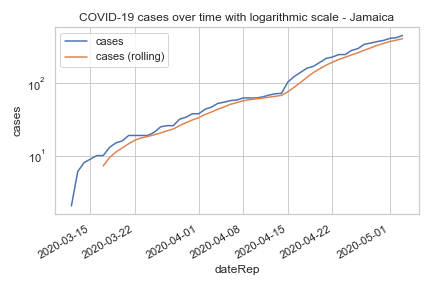 COVID-19 cases over time with logarithmic scale - Jamaica
cases
cases (rolling)
10²
10¹
cases
2020-03-15
2020-03-22
2020-04-01
2020-04-08
2020-04-15
2020-04-22
2020-05-01
dateRep